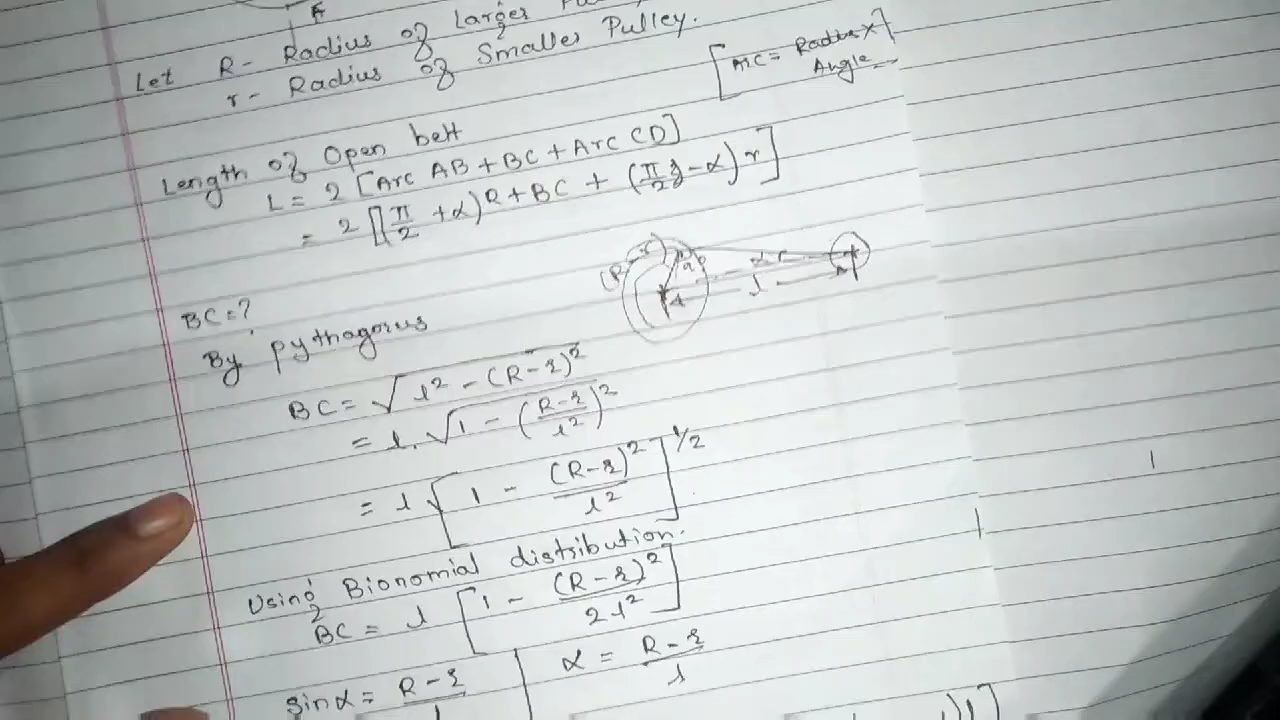 Let R- Radius of Larger
r- Radius of Smaller Pulley.
[Arc = Radius x Angle]
Length of Open belt
L = 2 [Arc AB + BC + Arc CD]
= 2 [(π/2 + α) R + BC + (π/2 - α) r]
(R-r)
l
BC = ?
By pythagorus
BC = √l² - (R-r)²
= l. √1 - (R-r/l²)²
= l √[1 - (R-r)²/l²]^1/2
Using Bionomial distribution.
BC = l [1 - (R-r)²/2l²]
sinα = R-r/l
α = R-r/l